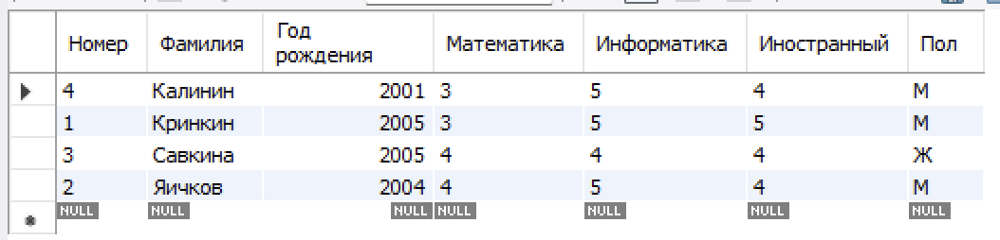 Номер Фамилия Год рождения Математика Информатика Иностранный Пол
4 Калинин 2001 3 5 4 М
1 Кринкин 2005 3 5 5 М
3 Савкина 2005 4 4 4 Ж
2 Яичков 2004 4 5 4 М
NULL NULL NULL NULL NULL NULL NULL